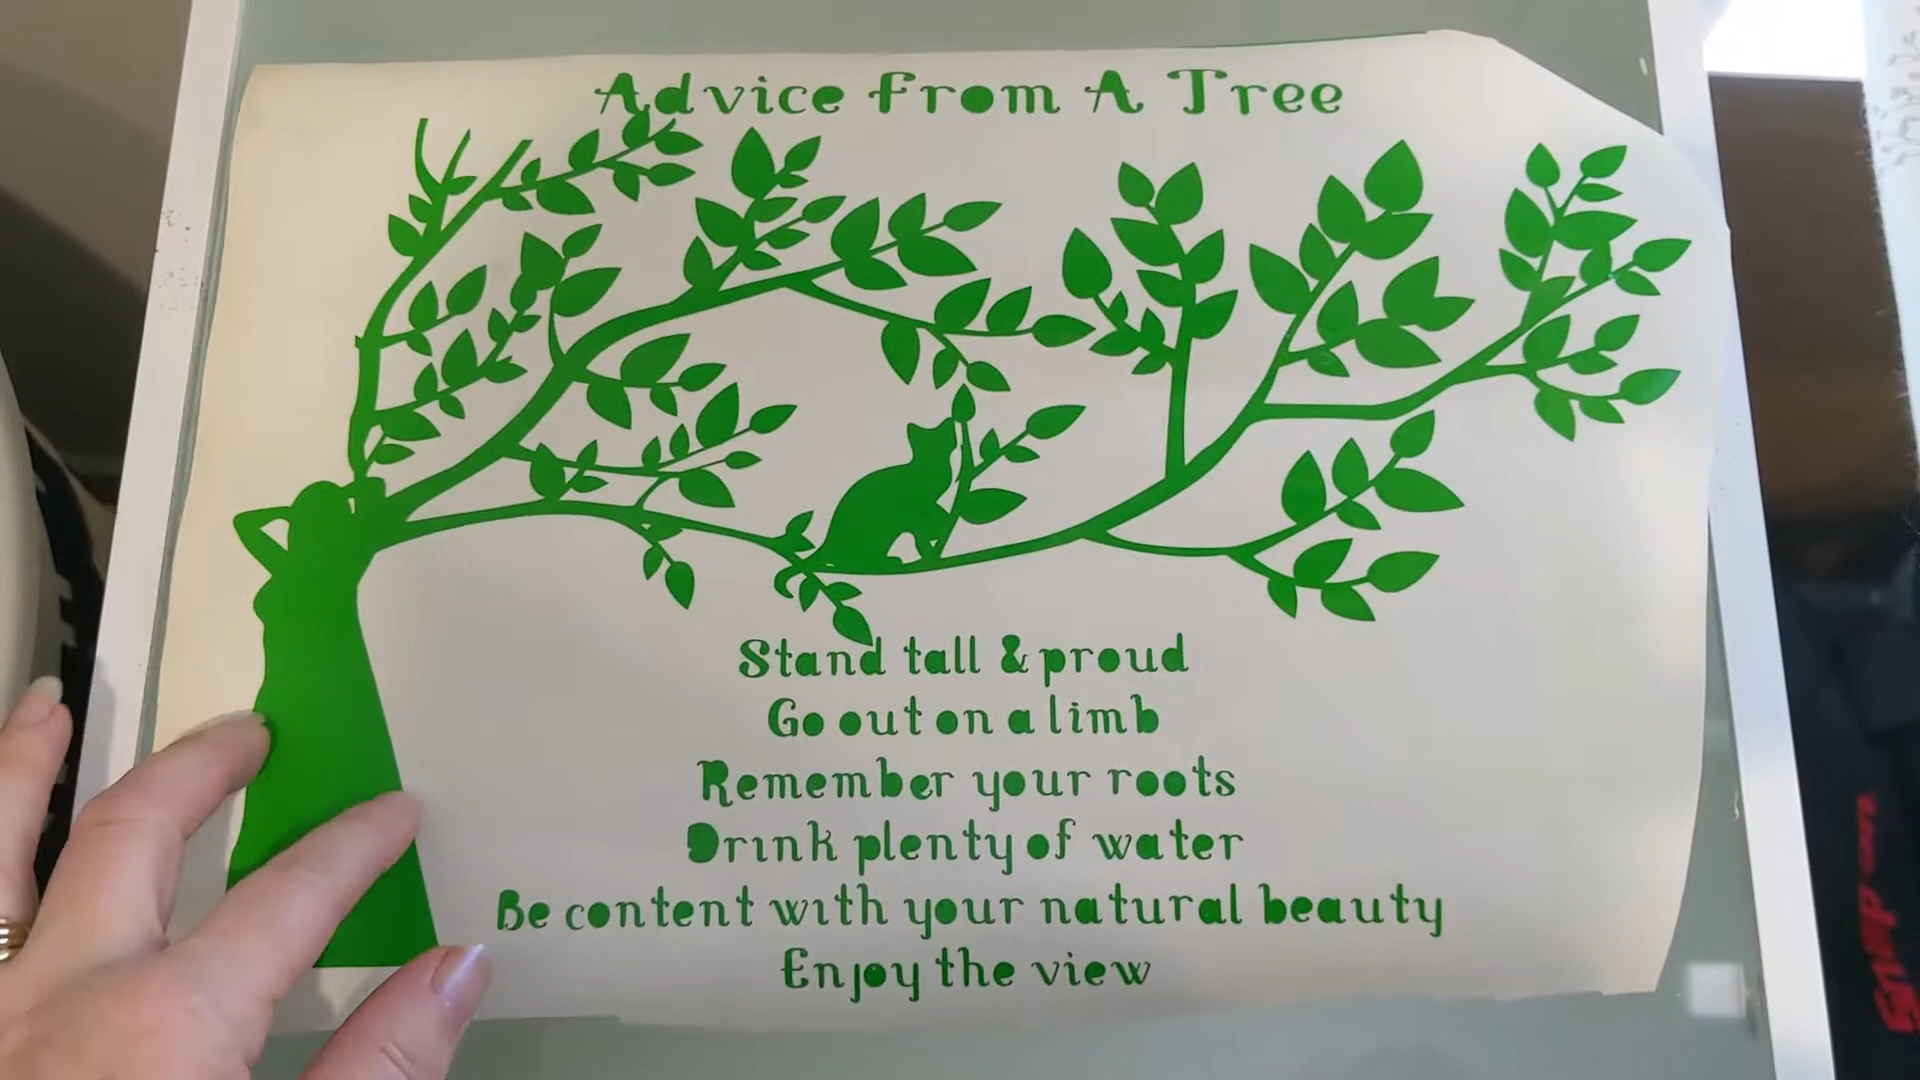 Advice from A Tree
Stand tall & proud
Go out on a limb
Remember your roots
Drink plenty of water
Be content with your natural beauty
Enjoy the view